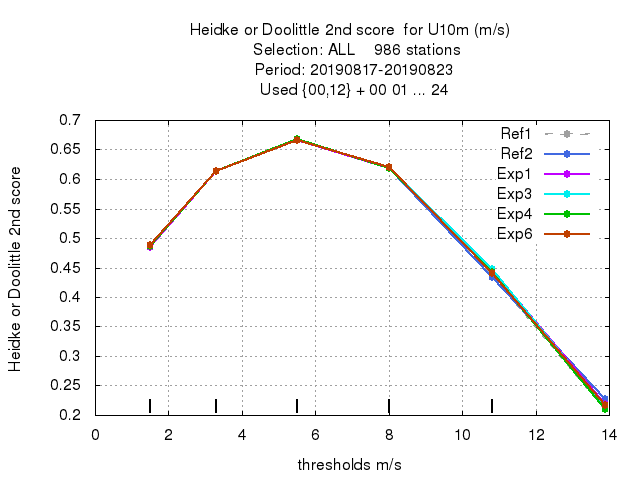 Heidke or Doolittle 2nd score  for U10m (m/s)
Selection: ALL    986 stations
Period: 20190817-20190823
Used {00,12} + 00 01 ... 24
Heidke or Doolittle 2nd score
0.7
0.65
0.6
0.55
0.5
0.45
0.4
0.35
0.3
0.25
0.2
Ref1
Ref2
Exp1
Exp3
Exp4
Exp6
0 2 4 6 8 10 12 14
thresholds m/s